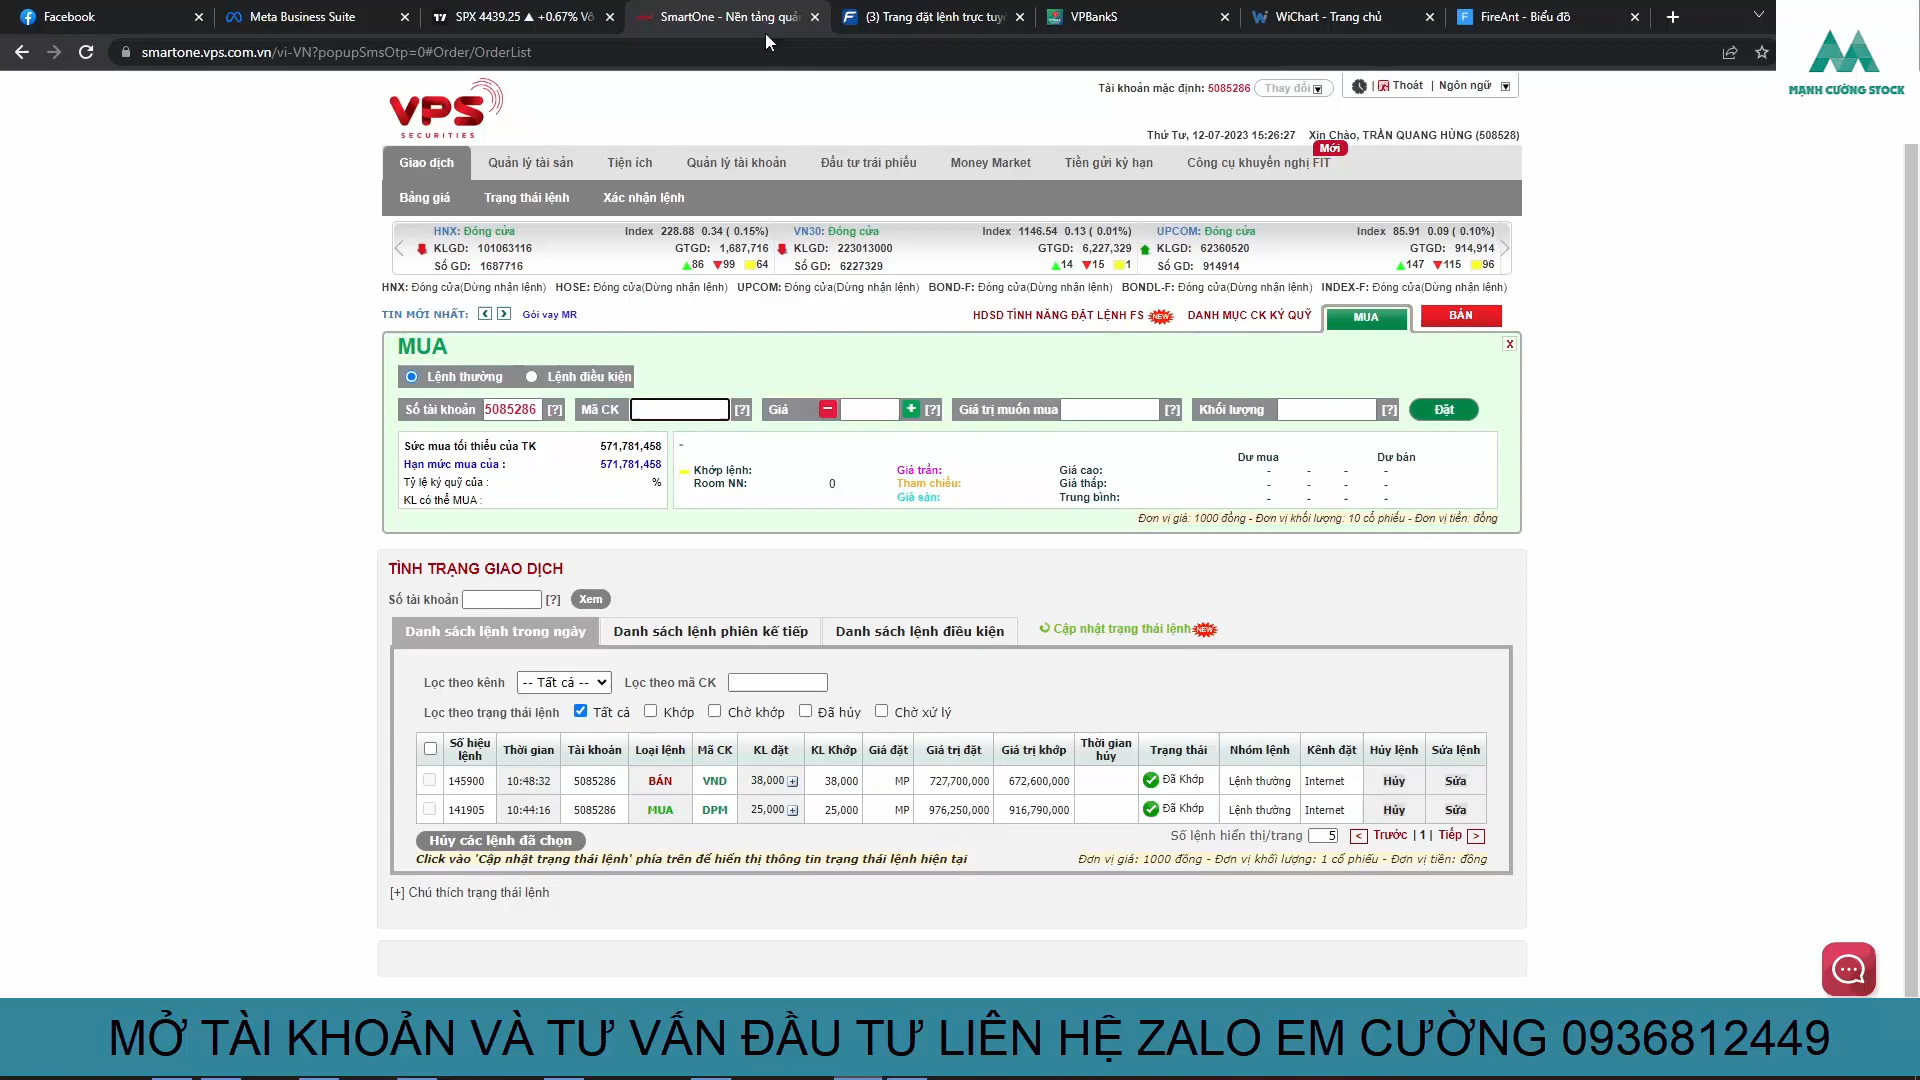 Facebook
Meta Business Suite
SPX 4439.25 ▲ +0.67% Vô
SmartOne - Nền tảng quản
(3) Trang đặt lệnh trực tuyế
VPBankS
WiChart - Trang chủ
FireAnt - Biểu đồ
smartone.vps.com.vn/vi-VN?popupSmsOtp=0#Order/OrderList
MẠNH CƯỜNG STOCK
VPS
SECURITIES
Tài khoản mặc định: 5085286 Thay đổi | Thoát | Ngôn ngữ
Thứ Tư, 12-07-2023 15:26:27 Xin Chào, TRẦN QUANG HÙNG (508528)
Mới
Giao dịch Quản lý tài sản Tiện ích Quản lý tài khoản Đầu tư trái phiếu Money Market Tiền gửi kỳ hạn Công cụ khuyến nghị FIT
Bảng giá Trạng thái lệnh Xác nhận lệnh
HNX: Đóng cửa Index 228.88 0.34 ( 0.15%) VN30: Đóng cửa Index 1146.54 0.13 ( 0.01%) UPCOM: Đóng cửa Index 85.91 0.09 ( 0.10%)
KLGD: 101063116 GTGD: 1,687,716 KLGD: 223013000 GTGD: 6,227,329 KLGD: 62360520 GTGD: 914,914
Số GD: 1687716 ▲86 ▼99 64 Số GD: 6227329 ▲14 ▼15 1 Số GD: 914914 ▲147 ▼115 96
HNX: Đóng cửa(Dừng nhận lệnh) HOSE: Đóng cửa(Dừng nhận lệnh) UPCOM: Đóng cửa(Dừng nhận lệnh) BOND-F: Đóng cửa(Dừng nhận lệnh) BONDL-F: Đóng cửa(Dừng nhận lệnh) INDEX-F: Đóng cửa(Dừng nhận lệnh)
TIN MỚI NHẤT: Gói vay MR HDSD TÍNH NĂNG ĐẶT LỆNH FS NEW DANH MỤC CK KÝ QUỸ MUA BÁN
MUA X
Lệnh thường Lệnh điều kiện
Số tài khoản 5085286 [?] Mã CK [?] Giá − + [?] Giá trị muốn mua [?] Khối lượng [?] Đặt
Sức mua tối thiểu của TK 571,781,458 -
Hạn mức mua của : 571,781,458 Dư mua Dư bán
Khớp lệnh: Giá trần: Giá cao: - - - -
Tỷ lệ ký quỹ của : % Room NN: 0 Tham chiếu: Giá thấp: - - - -
KL có thể MUA : Giá sàn: Trung bình: - - - -
Đơn vị giá: 1000 đồng - Đơn vị khối lượng: 10 cổ phiếu - Đơn vị tiền: đồng
TÌNH TRẠNG GIAO DỊCH
Số tài khoản [?] Xem
Danh sách lệnh trong ngày Danh sách lệnh phiên kế tiếp Danh sách lệnh điều kiện Cập nhật trạng thái lệnh NEW
Lọc theo kênh -- Tất cả -- Lọc theo mã CK
Lọc theo trạng thái lệnh Tất cả Khớp Chờ khớp Đã hủy Chờ xử lý
Số hiệu lệnh Thời gian Tài khoản Loại lệnh Mã CK KL đặt KL Khớp Giá đặt Giá trị đặt Giá trị khớp Thời gian hủy Trạng thái Nhóm lệnh Kênh đặt Hủy lệnh Sửa lệnh
145900 10:48:32 5085286 BÁN VND 38,000 38,000 MP 727,700,000 672,600,000 Đã Khớp Lệnh thường Internet Hủy Sửa
141905 10:44:16 5085286 MUA DPM 25,000 25,000 MP 976,250,000 916,790,000 Đã Khớp Lệnh thường Internet Hủy Sửa
Hủy các lệnh đã chọn Số lệnh hiển thị/trang 5 < Trước | 1 | Tiếp >
Click vào 'Cập nhật trạng thái lệnh' phía trên để hiển thị thông tin trạng thái lệnh hiện tại Đơn vị giá: 1000 đồng - Đơn vị khối lượng: 1 cổ phiếu - Đơn vị tiền: đồng
[+] Chú thích trạng thái lệnh
MỞ TÀI KHOẢN VÀ TƯ VẤN ĐẦU TƯ LIÊN HỆ ZALO EM CƯỜNG 0936812449